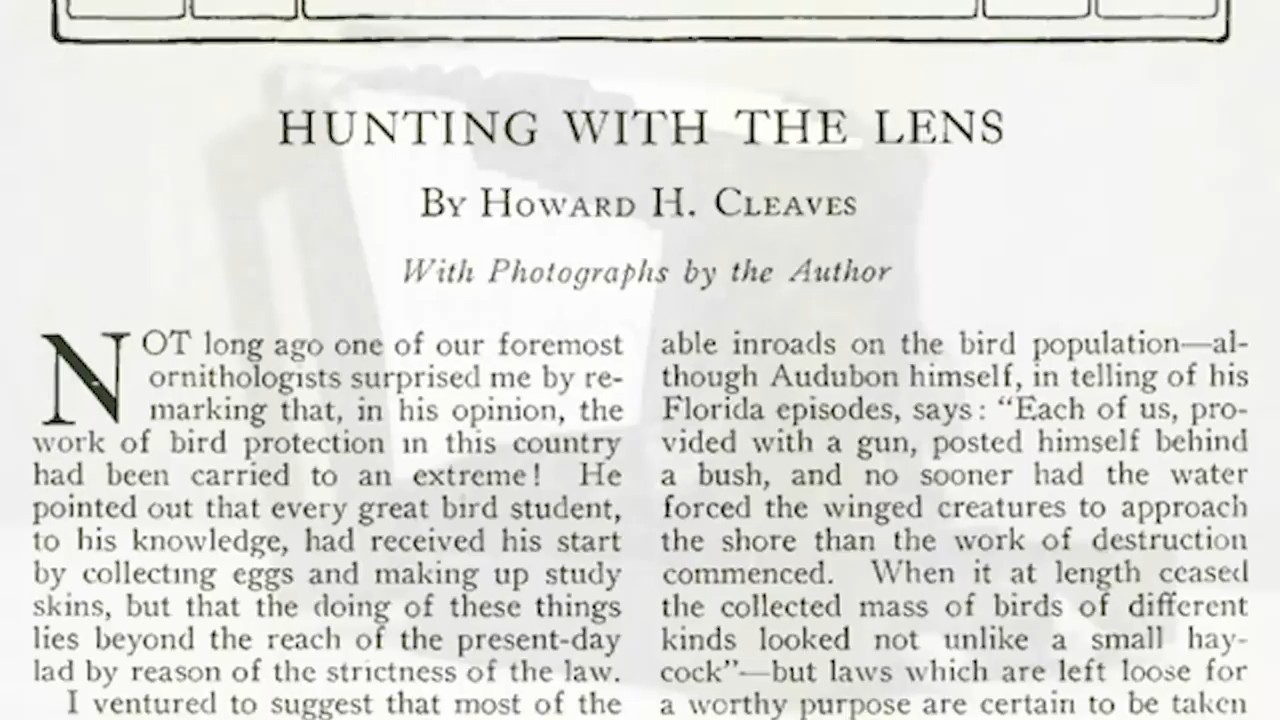 HUNTING WITH THE LENS
By Howard H. Cleaves
With Photographs by the Author
NOT long ago one of our foremost
ornithologists surprised me by re-
marking that, in his opinion, the
work of bird protection in this country
had been carried to an extreme! He
pointed out that every great bird student,
to his knowledge, had received his start
by collecting eggs and making up study
skins, but that the doing of these things
lies beyond the reach of the present-day
lad by reason of the strictness of the law.
I ventured to suggest that most of the
able inroads on the bird population—al-
though Audubon himself, in telling of his
Florida episodes, says: “Each of us, pro-
vided with a gun, posted himself behind
a bush, and no sooner had the water
forced the winged creatures to approach
the shore than the work of destruction
commenced. When it at length ceased
the collected mass of birds of different
kinds looked not unlike a small hay-
cock”—but laws which are left loose for
a worthy purpose are certain to be taken